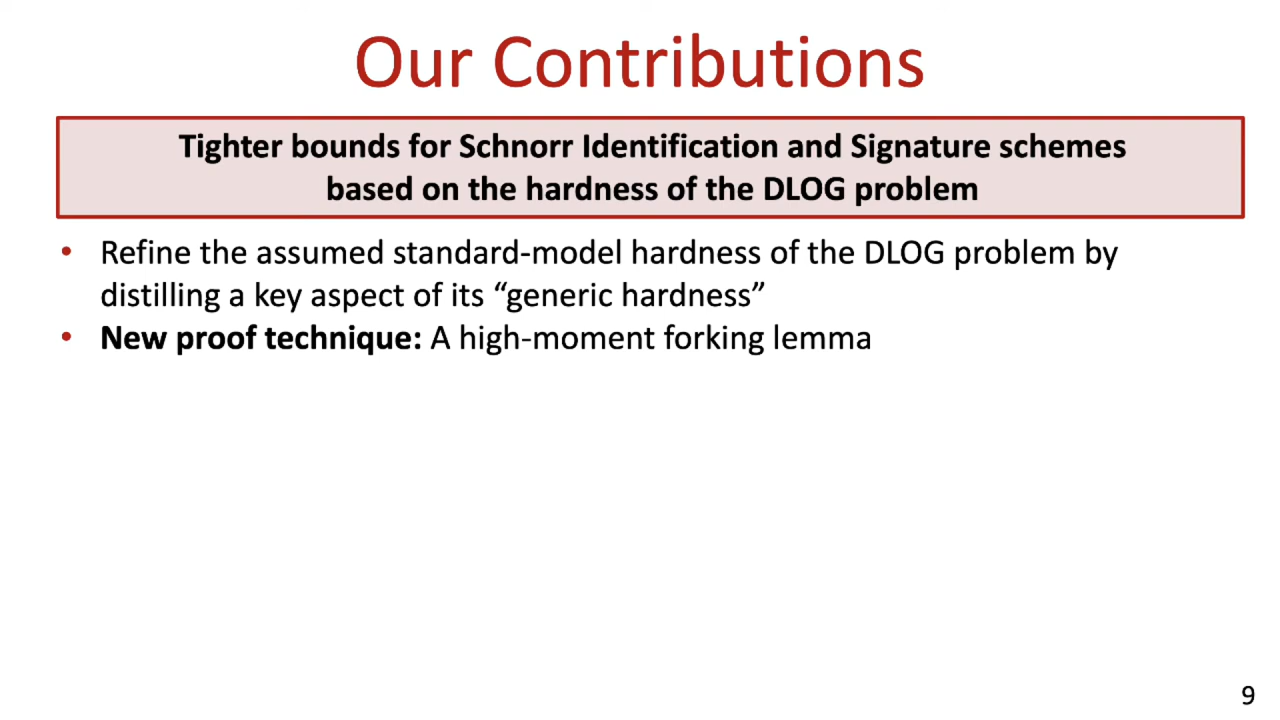 Our Contributions
Tighter bounds for Schnorr Identification and Signature schemes
based on the hardness of the DLOG problem
• Refine the assumed standard-model hardness of the DLOG problem by
distilling a key aspect of its “generic hardness”
• New proof technique: A high-moment forking lemma
9